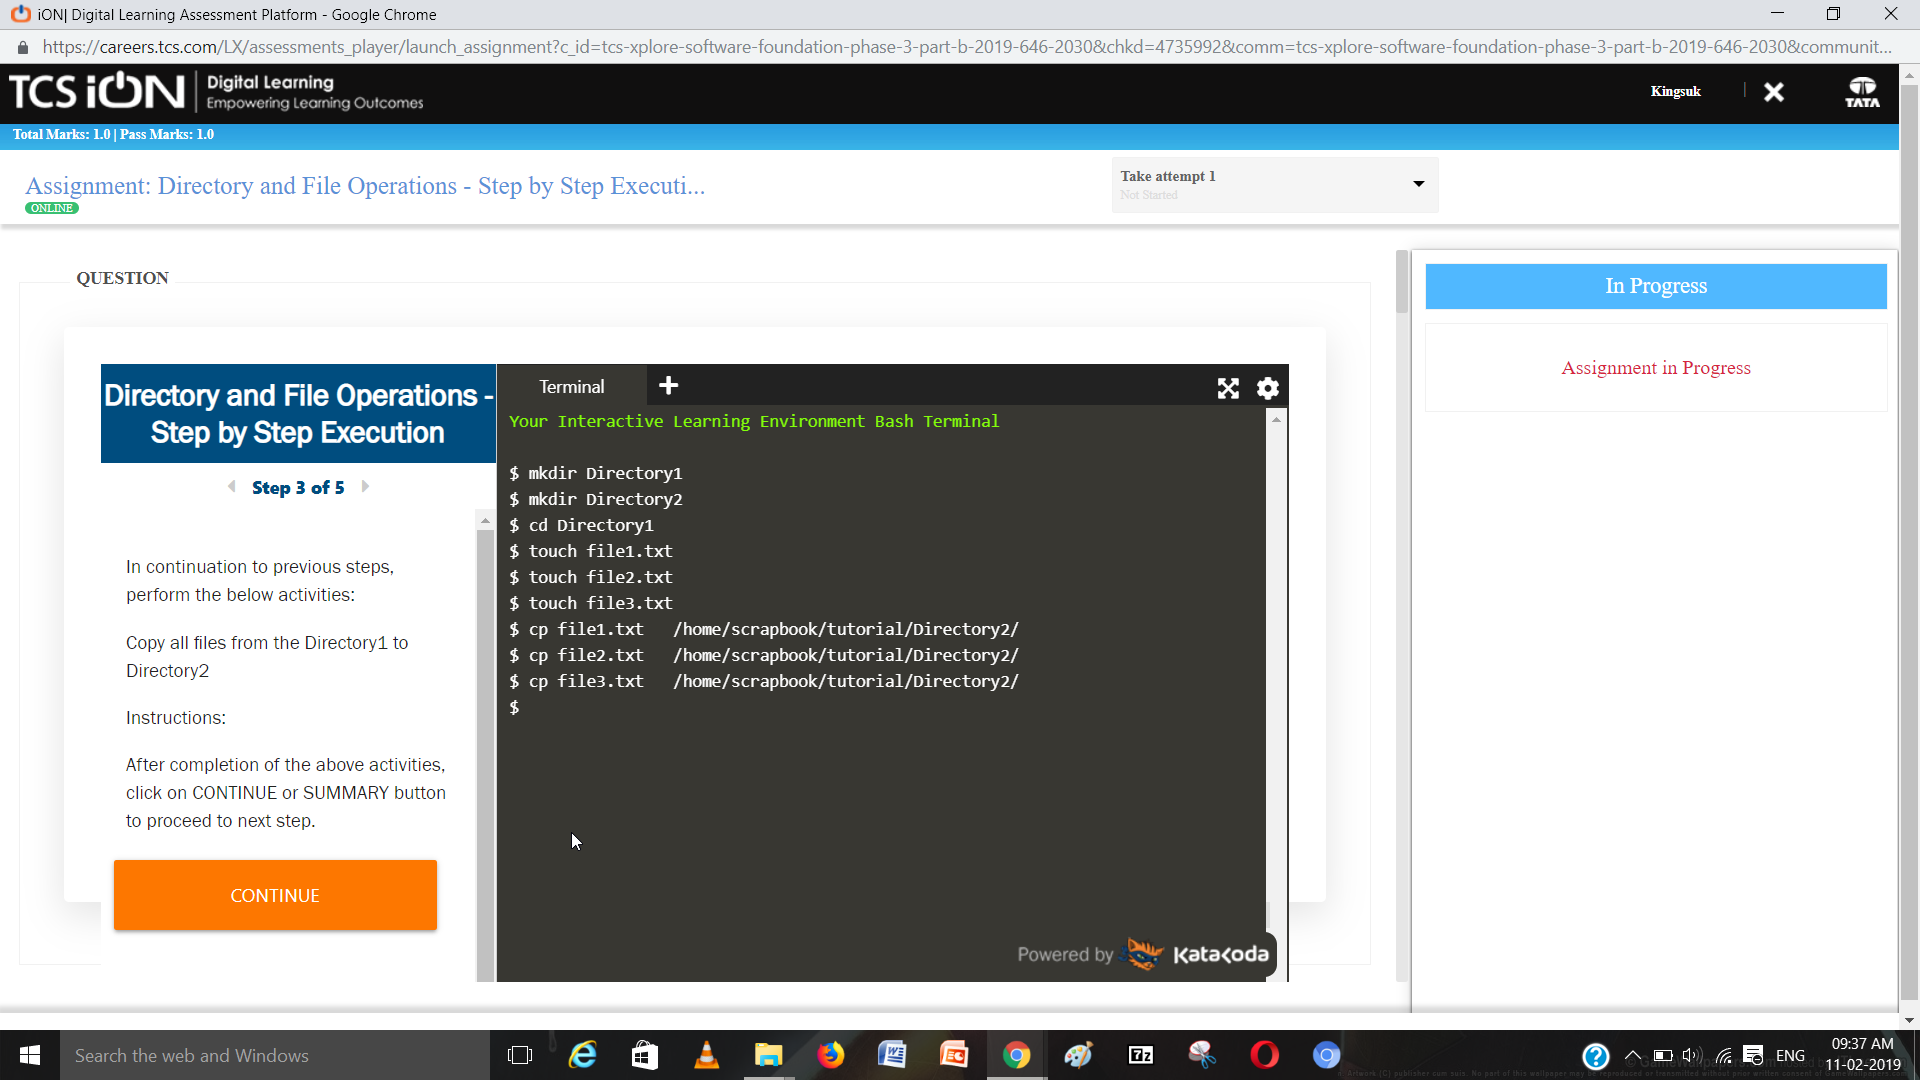 iON| Digital Learning Assessment Platform - Google Chrome
https://careers.tcs.com/LX/assessments_player/launch_assignment?c_id=tcs-xplore-software-foundation-phase-3-part-b-2019-646-2030&chkd=4735992&comm=tcs-xplore-software-foundation-phase-3-part-b-2019-646-2030&communit...
TCS iON Digital Learning
Empowering Learning Outcomes
Kingsuk
TATA
Total Marks: 1.0 | Pass Marks: 1.0
Assignment: Directory and File Operations - Step by Step Executi...
ONLINE
Take attempt 1
Not Started
QUESTION
In Progress
Assignment in Progress
Directory and File Operations -
Step by Step Execution
Step 3 of 5
In continuation to previous steps,
perform the below activities:
Copy all files from the Directory1 to
Directory2
Instructions:
After completion of the above activities,
click on CONTINUE or SUMMARY button
to proceed to next step.
CONTINUE
Terminal
Your Interactive Learning Environment Bash Terminal
$ mkdir Directory1
$ mkdir Directory2
$ cd Directory1
$ touch file1.txt
$ touch file2.txt
$ touch file3.txt
$ cp file1.txt   /home/scrapbook/tutorial/Directory2/
$ cp file2.txt   /home/scrapbook/tutorial/Directory2/
$ cp file3.txt   /home/scrapbook/tutorial/Directory2/
$
Powered by Katacoda
Search the web and Windows
7z
ENG
09:37 AM
11-02-2019